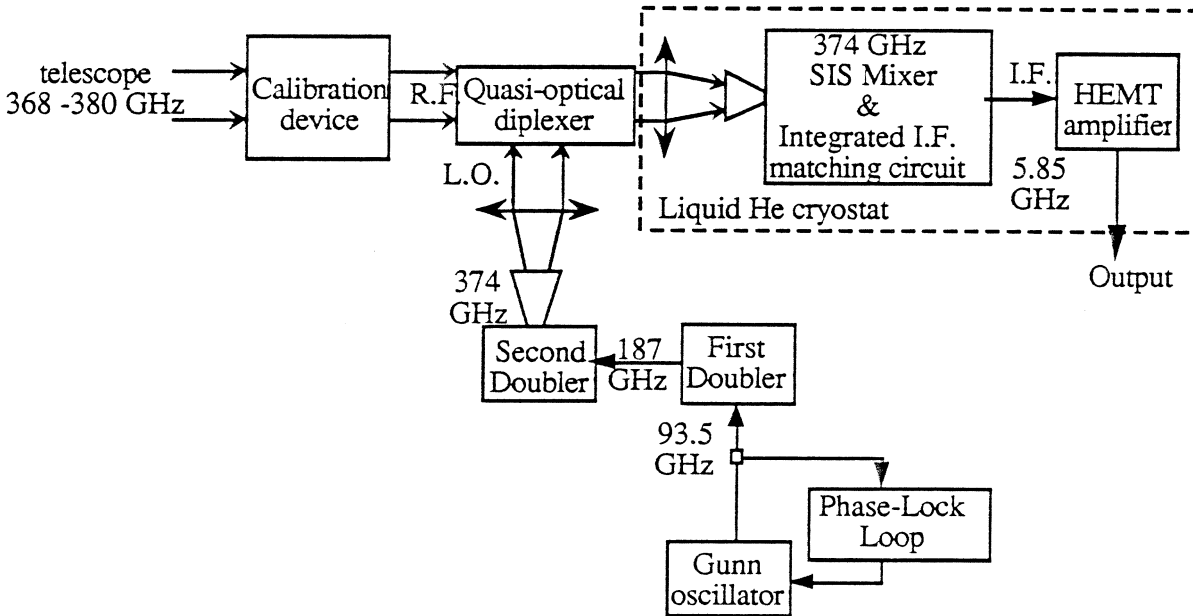 telescope
368 -380 GHz
Calibration
device
R.F.
Quasi-optical
diplexer
L.O.
374 GHz
SIS Mixer
&
Integrated I.F.
matching circuit
I.F.
HEMT
amplifier
5.85
GHz
Liquid He cryostat
Output
374
GHz
Second
Doubler
187
GHz
First
Doubler
93.5
GHz
Phase-Lock
Loop
Gunn
oscillator